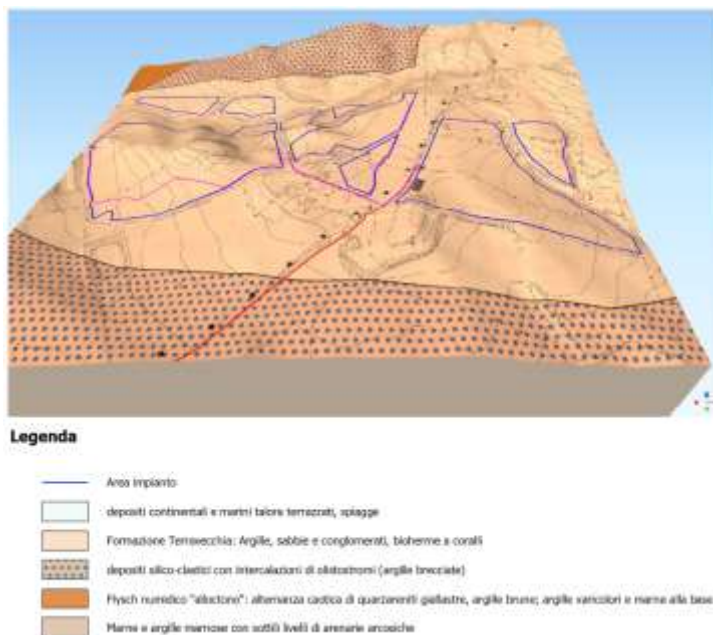 Legenda
Area impianto
depositi continentali e marini talora terrazzati, spiagge
Formazione Terravecchia: Argille, sabbie e conglomerati, bioherme a coralli
depositi silico-clastici con intercalazioni di olistostromi (argille brecciate)
Flysch numidico "alloctono": alternanza caotica di quarzareniti giallastre, argille brune; argille varicolori e marne alla base
Marne e argille marnose con sottili livelli di arenarie arcosiche